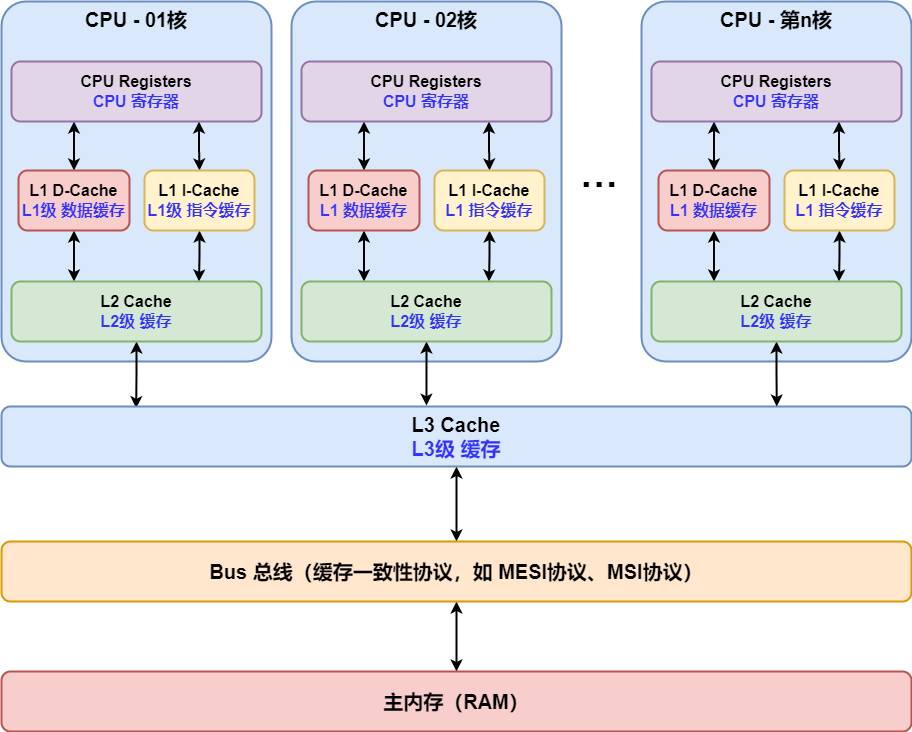 CPU - 01核
CPU Registers
CPU 寄存器
L1 D-Cache
L1级 数据缓存
L1 I-Cache
L1级 指令缓存
L2 Cache
L2级 缓存
CPU - 02核
CPU Registers
CPU 寄存器
L1 D-Cache
L1 数据缓存
L1 I-Cache
L1 指令缓存
L2 Cache
L2级 缓存
...
CPU - 第n核
CPU Registers
CPU 寄存器
L1 D-Cache
L1 数据缓存
L1 I-Cache
L1 指令缓存
L2 Cache
L2级 缓存
L3 Cache
L3级 缓存
Bus 总线（缓存一致性协议，如 MESI协议、MSI协议）
主内存（RAM）